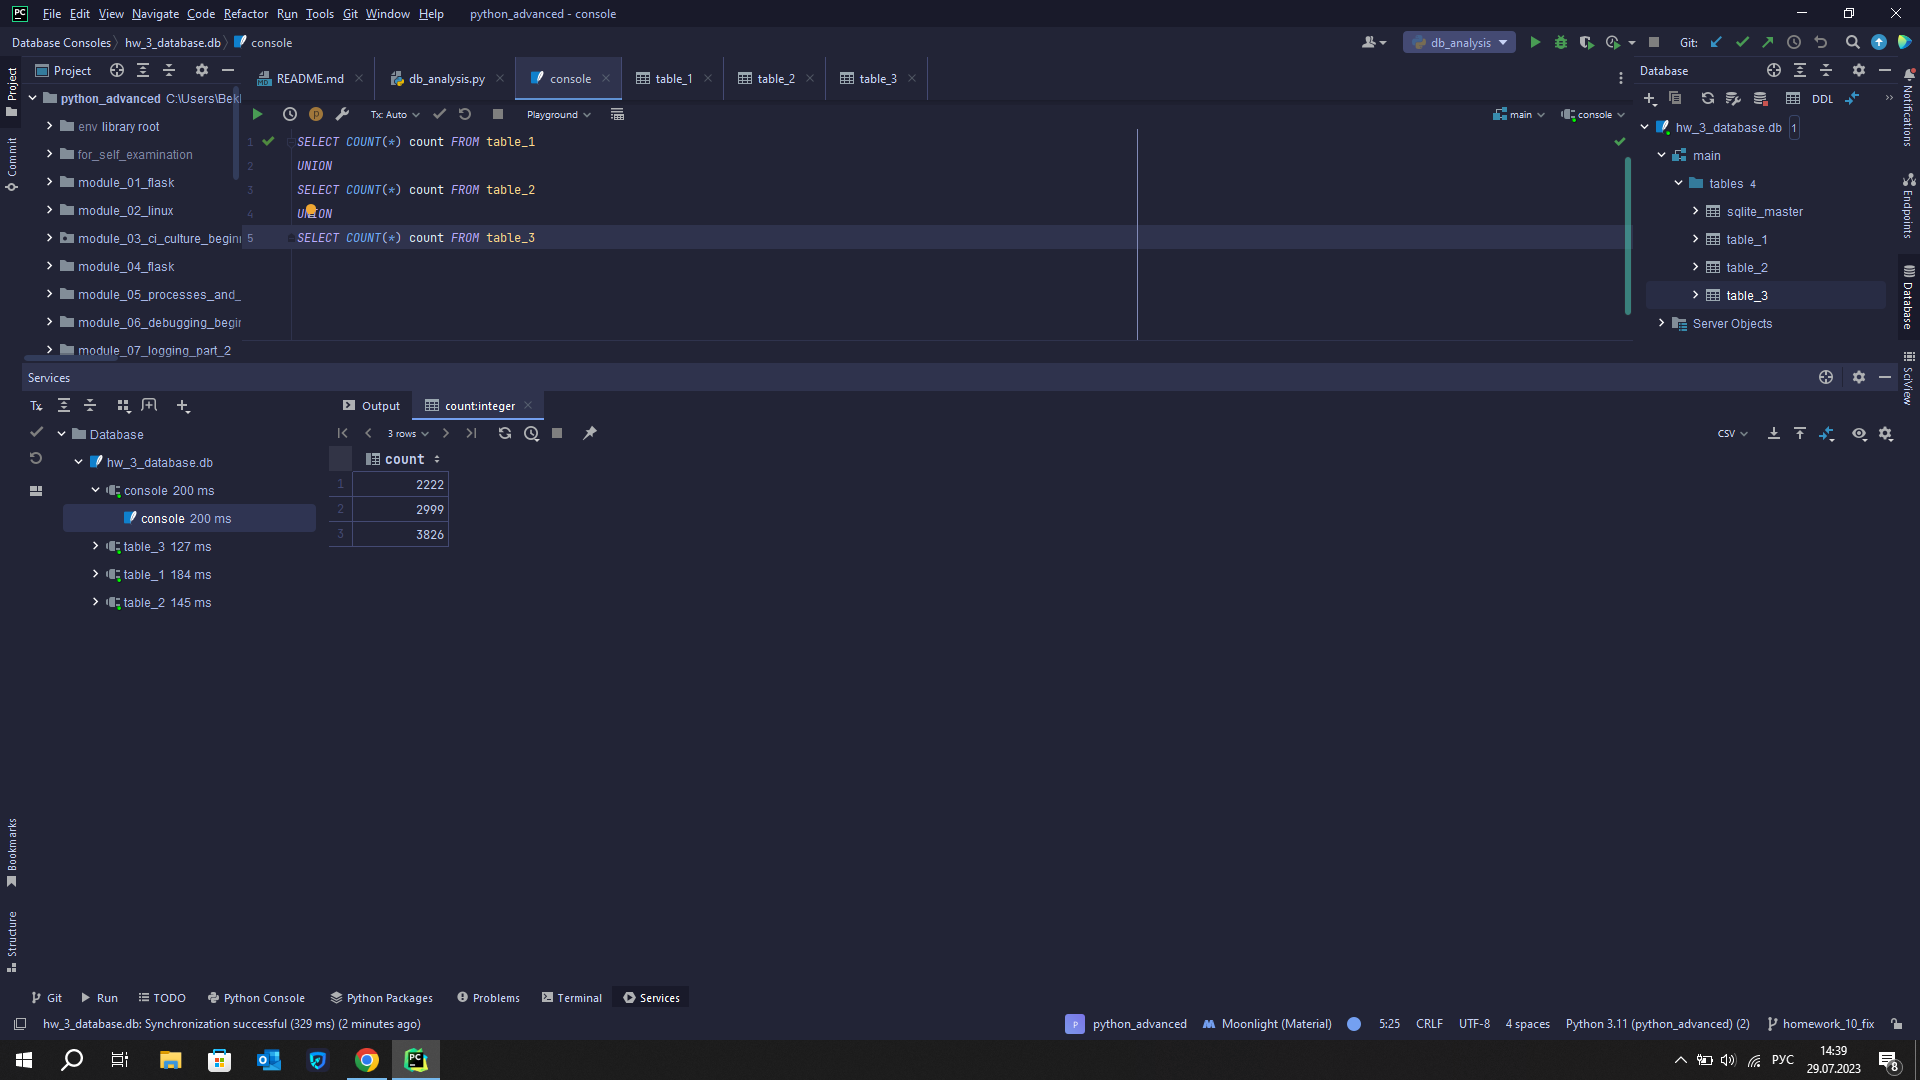 PC File Edit View Navigate Code Refactor Run Tools Git Window Help python_advanced - console
Database Consoles hw_3_database.db console db_analysis Git:
Project README.md db_analysis.py console table_1 table_2 table_3 Database
python_advanced C:\Users\Bekl
env library root
for_self_examination
module_01_flask
module_02_linux
module_03_ci_culture_beginn
module_04_flask
module_05_processes_and_
module_06_debugging_begin
module_07_logging_part_2
Tx: Auto Playground main console
1 SELECT COUNT(*) count FROM table_1
2 UNION
3 SELECT COUNT(*) count FROM table_2
4 UNION
5 SELECT COUNT(*) count FROM table_3
DDL
hw_3_database.db 1
main
tables 4
sqlite_master
table_1
table_2
table_3
Server Objects
Project
Commit
Bookmarks
Structure
Notifications
Endpoints
Database
SciView
Services
Tx Output count:integer
Database
hw_3_database.db
console 200 ms
console 200 ms
table_3 127 ms
table_1 184 ms
table_2 145 ms
3 rows CSV
count
1 2222
2 2999
3 3826
Git Run TODO Python Console Python Packages Problems Terminal Services
hw_3_database.db: Synchronization successful (329 ms) (2 minutes ago) P python_advanced Moonlight (Material) 5:25 CRLF UTF-8 4 spaces Python 3.11 (python_advanced) (2) homework_10_fix
PC РУС 14:39
29.07.2023 8